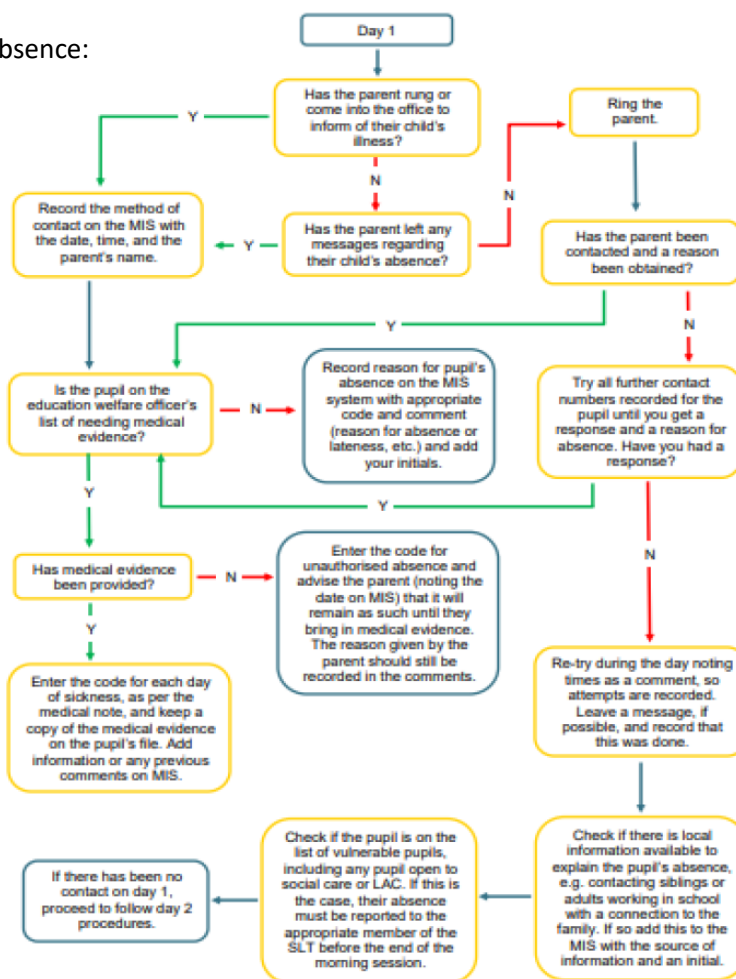 bsence:
Day 1
Has the parent rung or
come into the office to
inform of their child's
illness?
Ring the
parent.
Y
N
N
Record the method of
contact on the MIS with
the date, time, and the
parent's name.
Y
Has the parent left any
messages regarding
their child's absence?
Has the parent been
contacted and a reason
been obtained?
Y
N
Is the pupil on the
education welfare officer's
list of needing medical
evidence?
N
Record reason for pupil's
absence on the MIS
system with appropriate
code and comment
(reason for absence or
lateness, etc.) and add
your initials.
Try all further contact
numbers recorded for the
pupil until you get a
response and a reason for
absence. Have you had a
response?
Y
Y
N
Has medical evidence
been provided?
N
Enter the code for
unauthorised absence and
advise the parent (noting
the date on MIS) that it will
remain as such until they
bring in medical evidence.
The reason given by the
parent should still be
recorded in the comments.
Y
Enter the code for each day
of sickness, as per the
medical note, and keep a
copy of the medical evidence
on the pupil's file. Add
information or any previous
comments on MIS.
Re-try during the day noting
times as a comment, so
attempts are recorded.
Leave a message, if
possible, and record that
this was done.
If there has been no
contact on day 1,
proceed to follow day 2
procedures.
Check if the pupil is on the
list of vulnerable pupils,
including any pupil open to
social care or LAC. If this is
the case, their absence
must be reported to the
appropriate member of the
SLT before the end of the
morning session.
Check if there is local
information available to
explain the pupil's absence,
e.g. contacting siblings or
adults working in school
with a connection to the
family. If so add this to the
MIS with the source of
information and an initial.